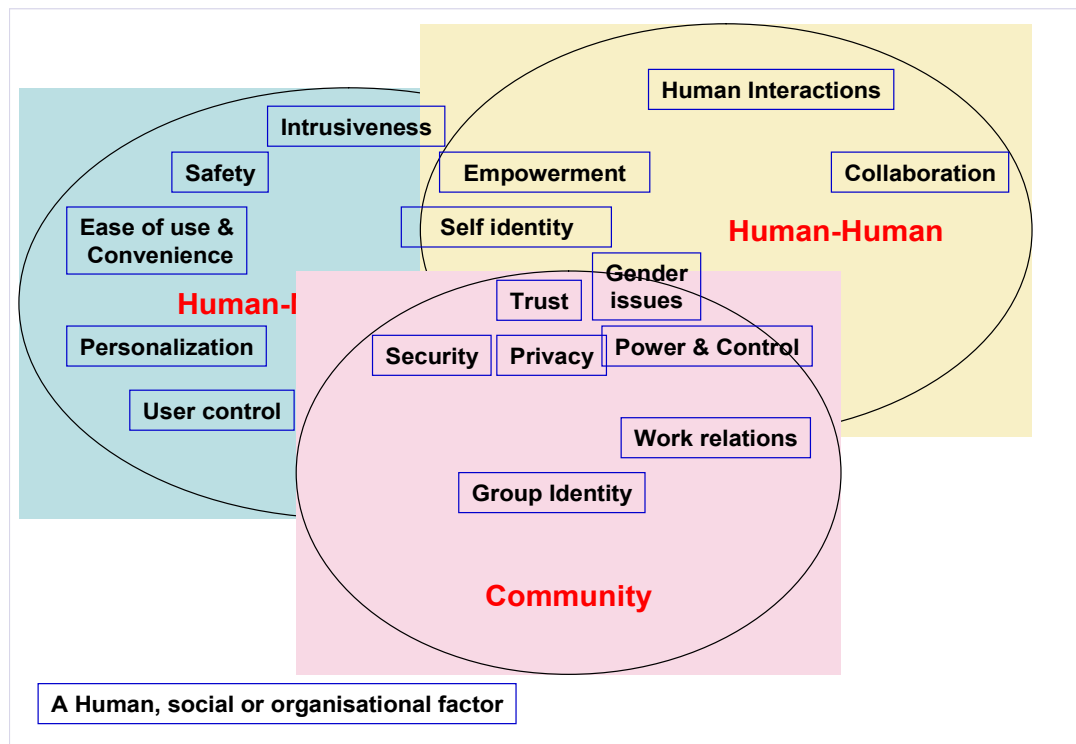 Human Interactions
Intrusiveness
Safety
Empowerment
Collaboration
Ease of use &
Convenience
Self identity
Human-Human
Gender
issues
Trust
Human-
Personalization
Security
Privacy
Power & Control
User control
Work relations
Group Identity
Community
A Human, social or organisational factor